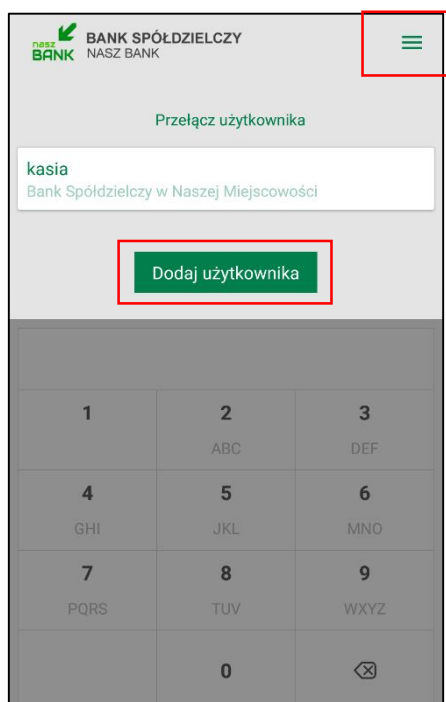 nasz
BANK
BANK SPÓŁDZIELCZY
NASZ BANK
Przełącz użytkownika
kasia
Bank Spółdzielczy w Naszej Miejscowości
Dodaj użytkownika
1 2 3
ABC DEF
4 5 6
GHI JKL MNO
7 8 9
PQRS TUV WXYZ
0